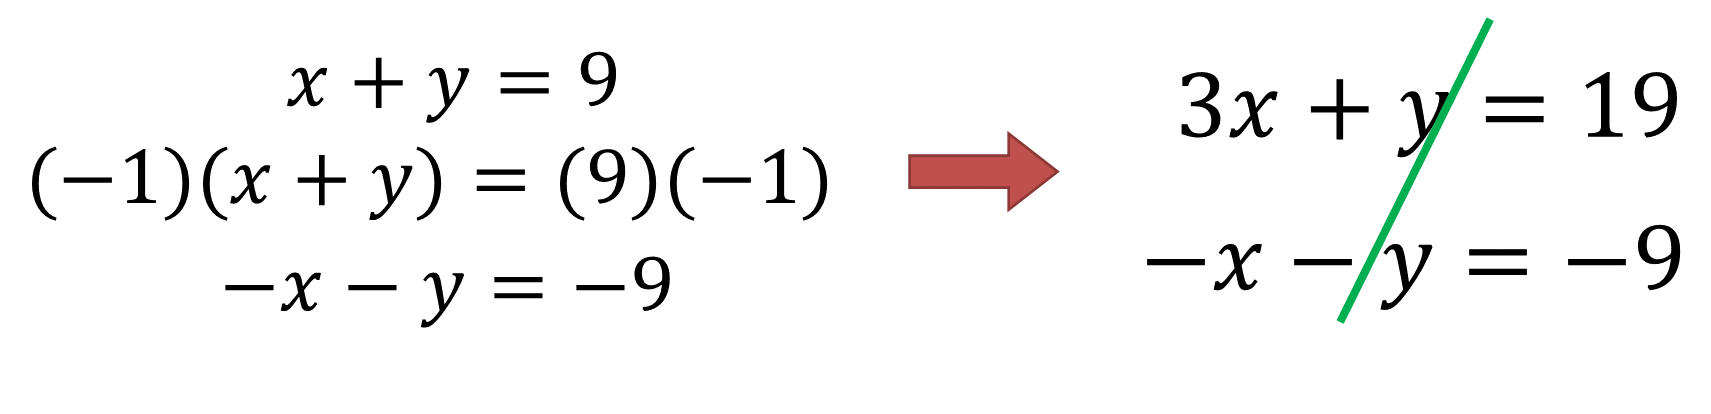 x + y = 9
(−1)(x + y) = (9)(−1)
−x − y = −9
3x + y = 19
−x − y = −9